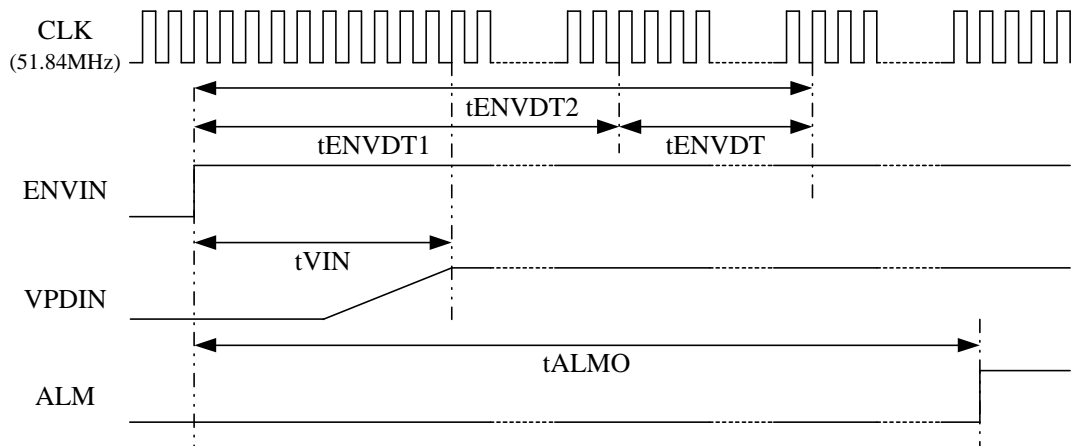 CLK
(51.84MHz)
tENVDT2
tENVDT1
tENVDT
ENVIN
tVIN
VPDIN
tALMO
ALM